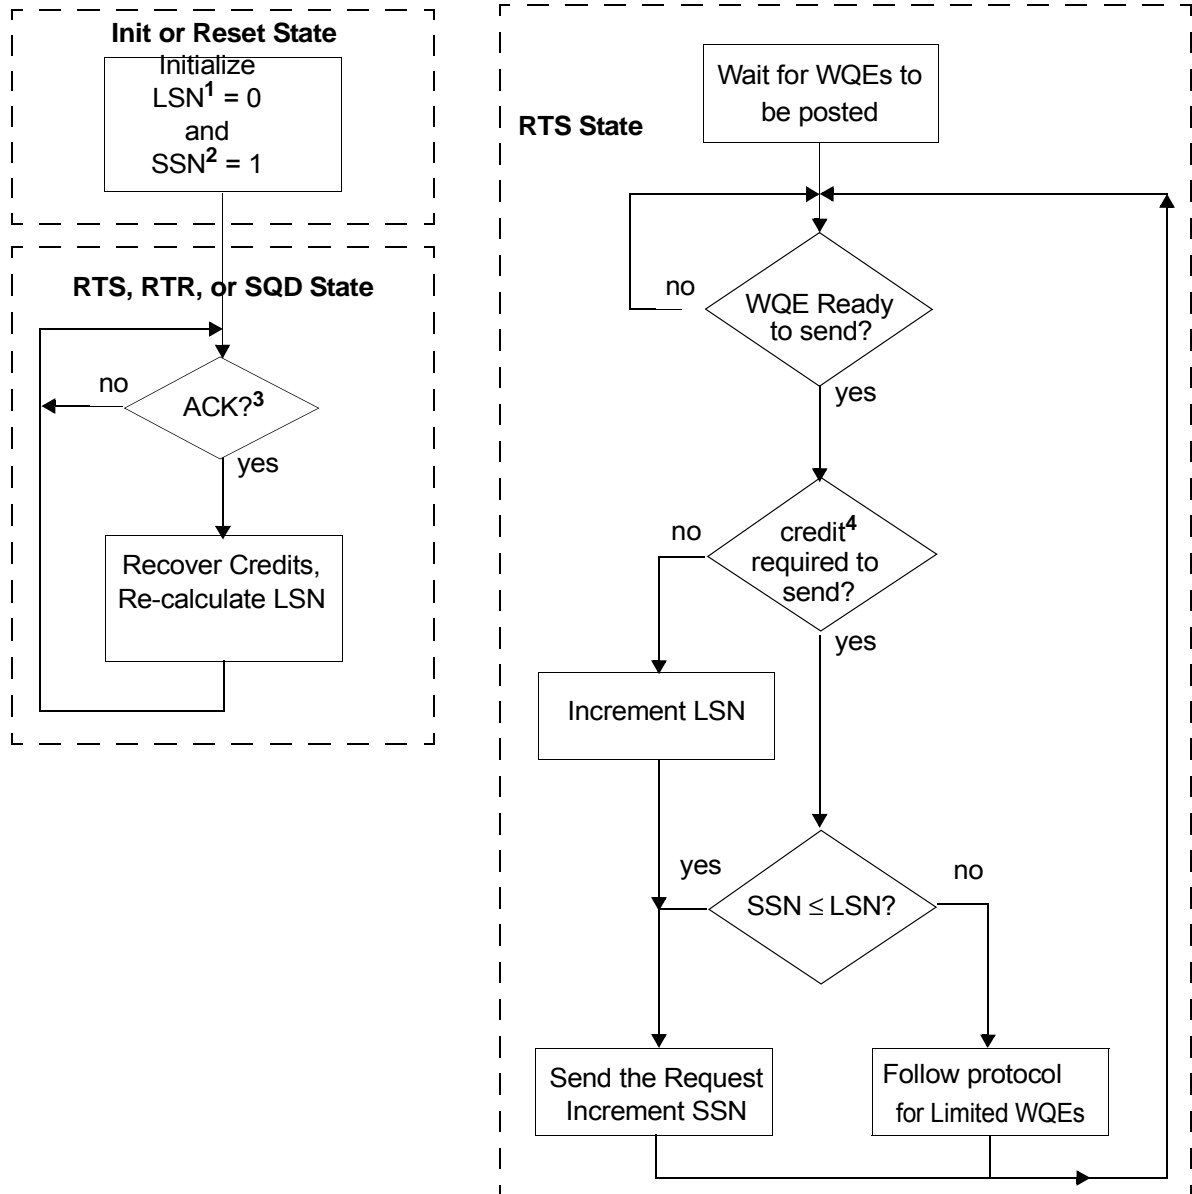 Init or Reset State
Initialize
LSN1 = 0
and
SSN2 = 1
RTS, RTR, or SQD State
no
ACK?3
yes
Recover Credits,
Re-calculate LSN
RTS State
Wait for WQEs to
be posted
no
WQE Ready
to send?
yes
no
credit4
required to
send?
yes
Increment LSN
yes
no
SSN ≤ LSN?
Send the Request
Increment SSN
Follow protocol
for Limited WQEs